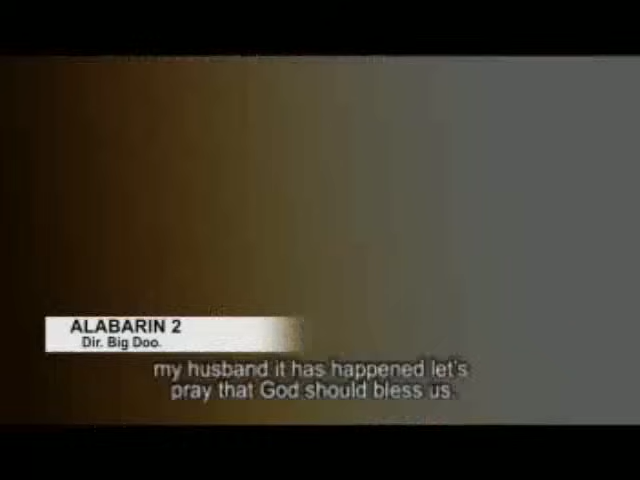 ALABARIN 2
Dir. Big Doo.
my husband it has happened let's
pray that God should bless us.